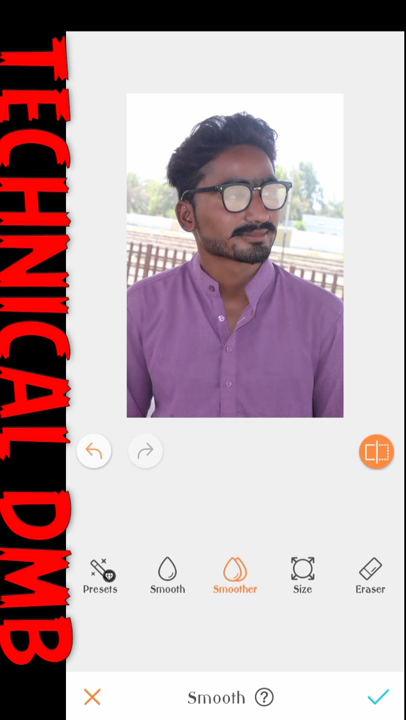 TECHNICAL DMB
Presets
Smooth
Smoother
Size
Eraser
Smooth ?